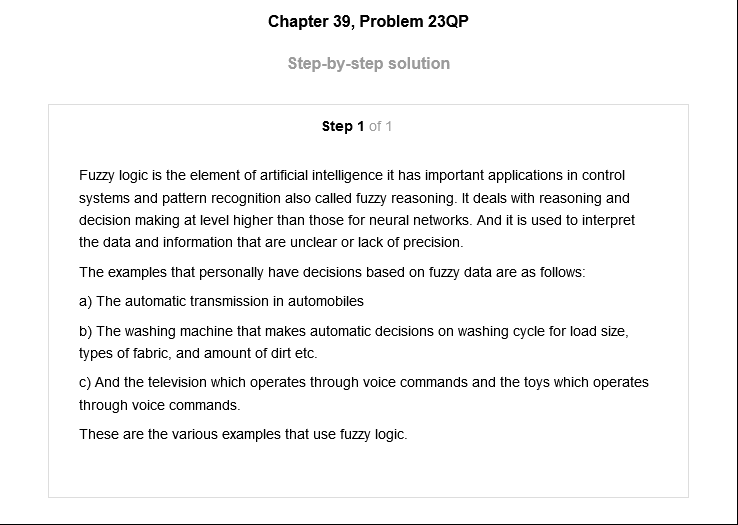 Chapter 39, Problem 23QP
Step-by-step solution
Step 1 of 1
Fuzzy logic is the element of artificial intelligence it has important applications in control
systems and pattern recognition also called fuzzy reasoning. It deals with reasoning and
decision making at level higher than those for neural networks. And it is used to interpret
the data and information that are unclear or lack of precision.
The examples that personally have decisions based on fuzzy data are as follows:
a) The automatic transmission in automobiles
b) The washing machine that makes automatic decisions on washing cycle for load size,
types of fabric, and amount of dirt etc.
c) And the television which operates through voice commands and the toys which operates
through voice commands.
These are the various examples that use fuzzy logic.